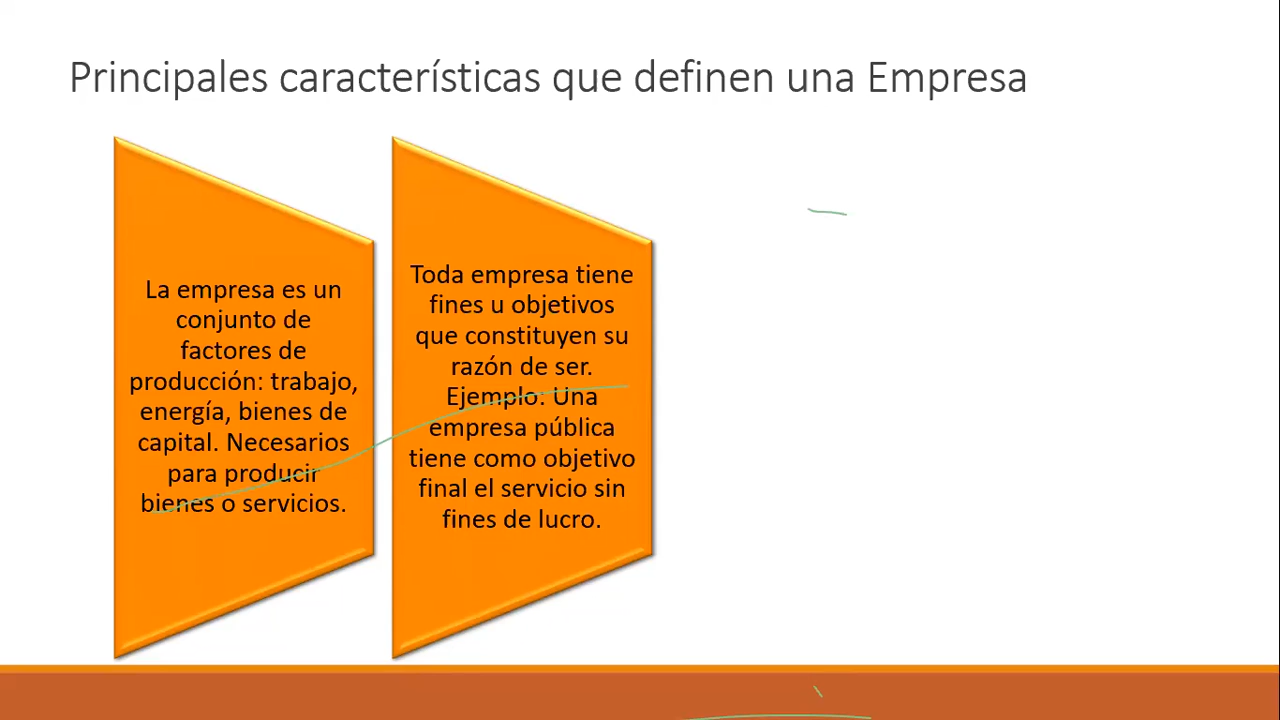 Principales características que definen una Empresa
La empresa es un
conjunto de
factores de
producción: trabajo,
energía, bienes de
capital. Necesarios
para producir
bienes o servicios.
Toda empresa tiene
fines u objetivos
que constituyen su
razón de ser.
Ejemplo: Una
empresa pública
tiene como objetivo
final el servicio sin
fines de lucro.